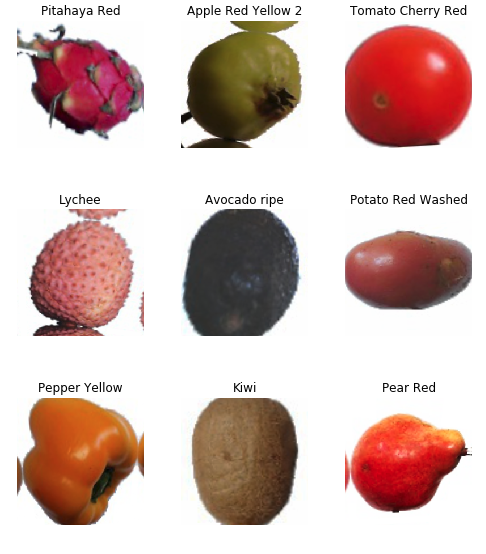 Pitahaya Red
Apple Red Yellow 2
Tomato Cherry Red
Lychee
Avocado ripe
Potato Red Washed
Pepper Yellow
Kiwi
Pear Red